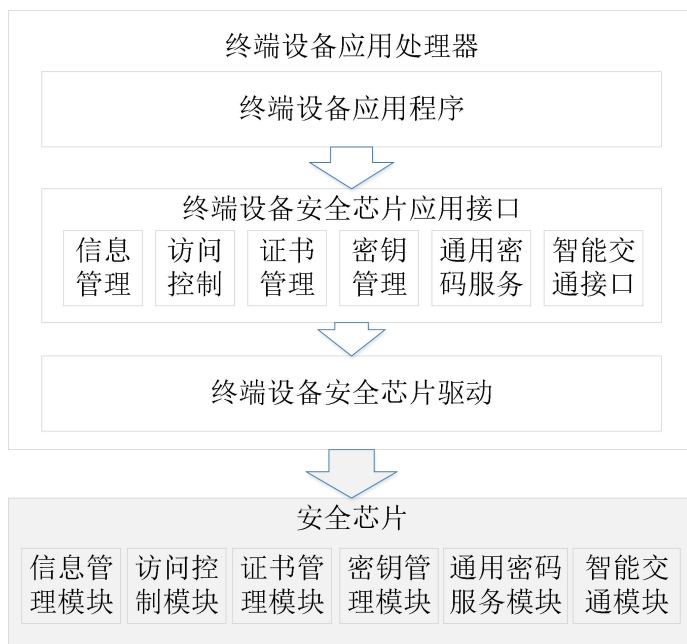 终端设备应用处理器
终端设备应用程序
终端设备安全芯片应用接口
信息 访问 证书 密钥 通用密 智能交
管理 控制 管理 管理 码服务 通接口
终端设备安全芯片驱动
安全芯片
信息管 访问控 证书管 密钥管 通用密码 智能交
理模块 制模块 理模块 理模块 服务模块 通模块